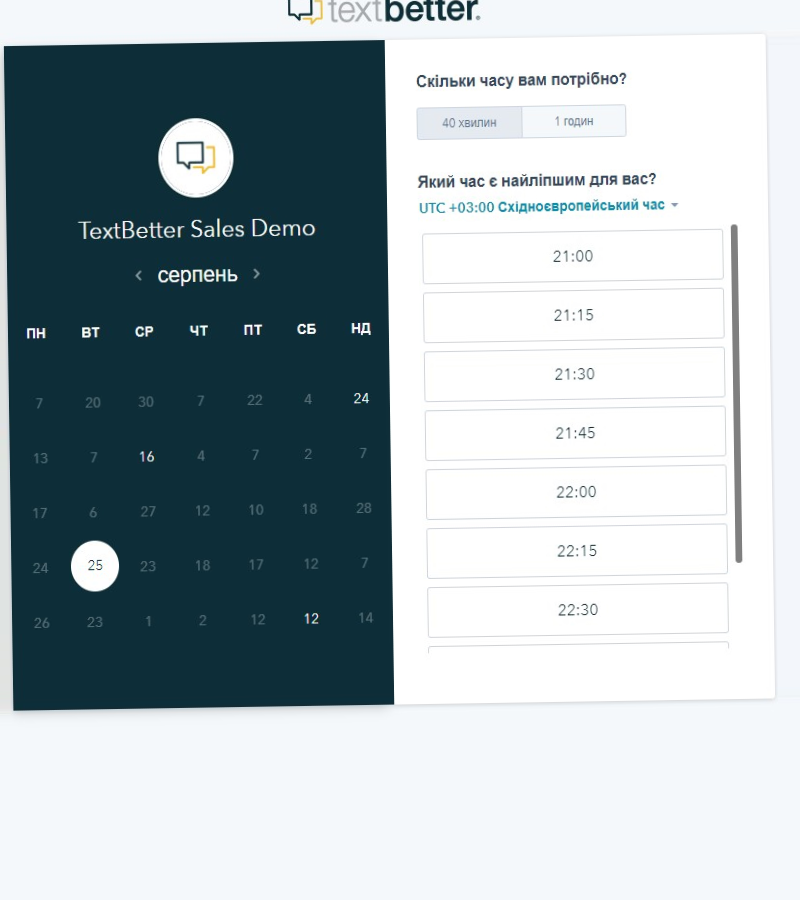 textbetter.
TextBetter Sales Demo
серпень
ПН ВТ СР ЧТ ПТ СБ НД
7 20 30 7 22 4 24
13 7 16 4 7 2 7
17 6 27 12 10 18 28
24 25 23 18 17 12 7
26 23 1 2 12 12 14
Скільки часу вам потрібно?
40 хвилин 1 годин
Який час є найліпшим для вас?
UTC +03:00 Східноєвропейський час
21:00
21:15
21:30
21:45
22:00
22:15
22:30